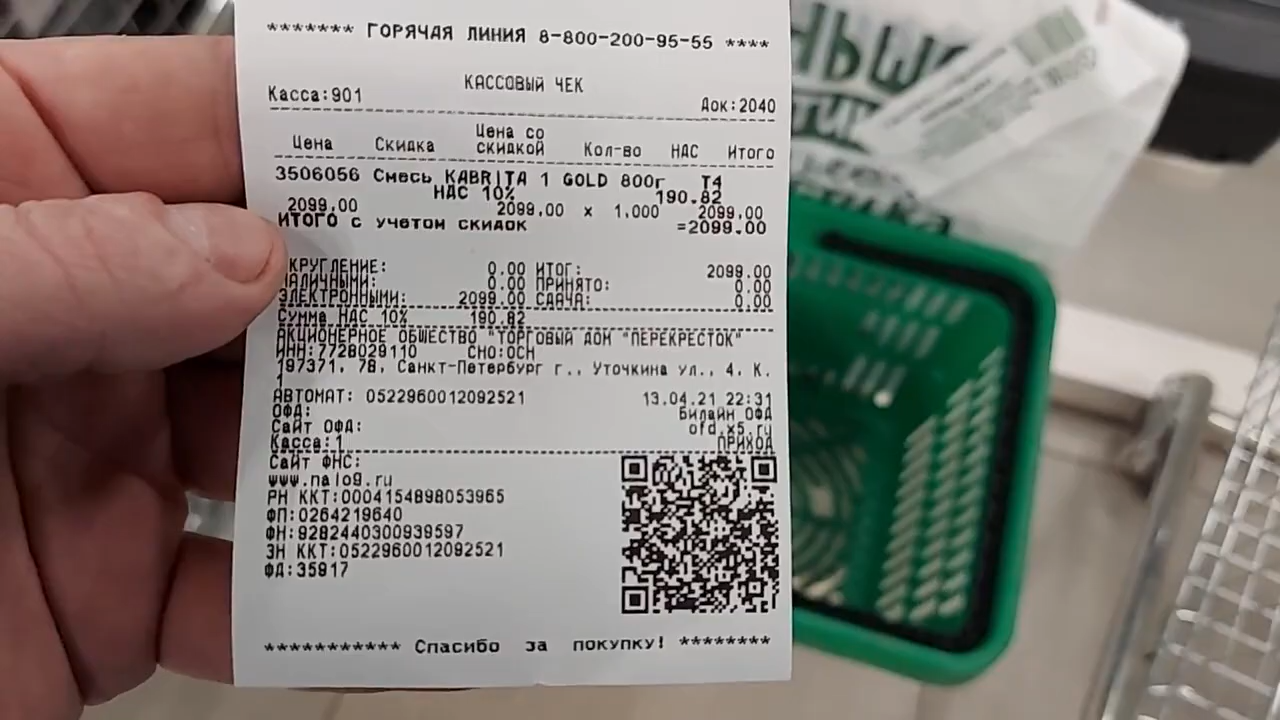 ******* ГОРЯЧАЯ ЛИНИЯ 8-800-200-95-55 ****
КАССОВЫЙ ЧЕК
Касса:901 Док:2040
Цена Скидка Цена со скидкой Кол-во НДС Итого
3506056 Смесь KABRITA 1 GOLD 800г T4
НДС 10% 190.82
2099.00 2099.00 x 1.000 2099.00
ИТОГО с учетом скидок =2099.00
КРУГЛЕНИЕ: 0.00 ИТОГ: 2099.00
НАЛИЧНЫМИ: 0.00 ПРИНЯТО: 0.00
ЭЛЕКТРОННЫМИ: 2099.00 СДАЧА: 0.00
Сумма НДС 10% 190.82
АКЦИОНЕРНОЕ ОБЩЕСТВО "ТОРГОВЫЙ ДОМ "ПЕРЕКРЕСТОК"
ИНН:7728029110 СНО:ОСН
197371, 78, Санкт-Петербург г., Уточкина ул., 4, К.
1
АВТОМАТ: 0522960012092521 13.04.21 22:31
ОФД: Билайн ОФД
Сайт ОФД: ofd.x5.ru
Касса:1 ПРИХОД
Сайт ФНС:
www.nalog.ru
РН ККТ:0004154898053965
ФП:0264219640
ФН:9282440300939597
ЗН ККТ:0522960012092521
ФД:35917
*********** Спасибо за покупку! ********